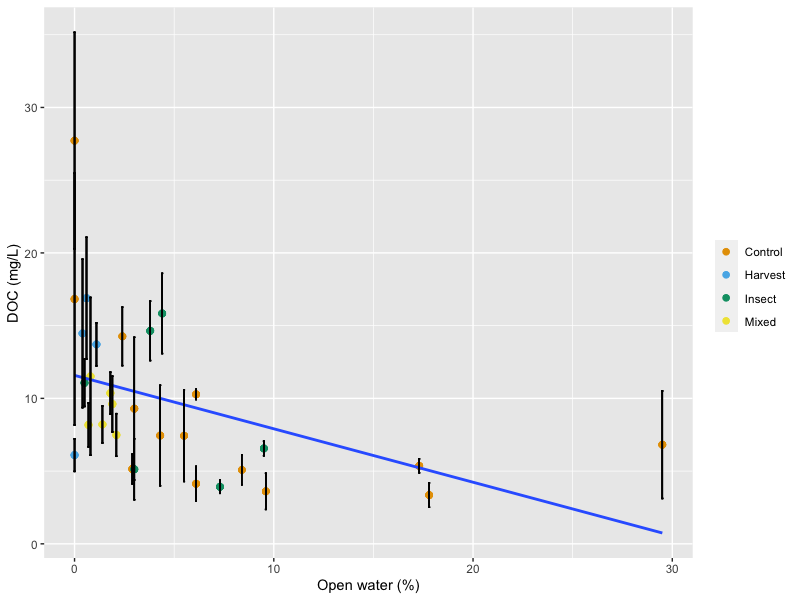 30
20
10
0
DOC (mg/L)
0 10 20 30
Open water (%)
Control
Harvest
Insect
Mixed